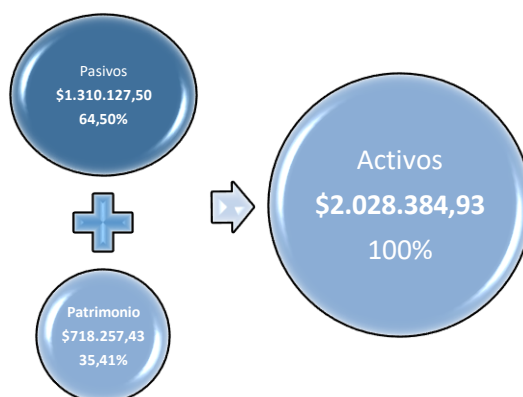 Pasivos
$1.310.127,50
64,50%
Patrimonio
$718.257,43
35,41%
Activos
$2.028.384,93
100%